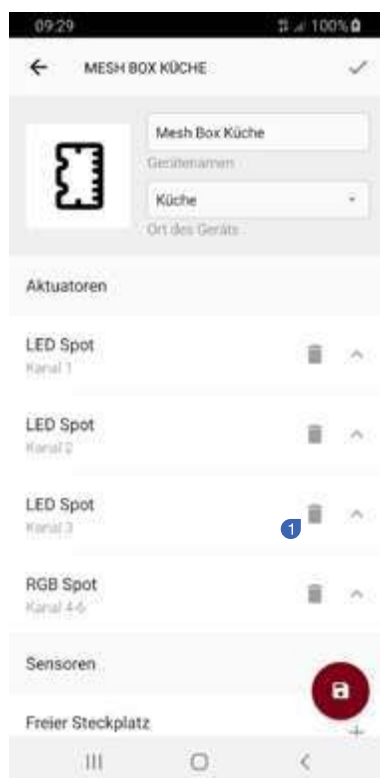 09:29 100%
MESH BOX KÜCHE
Mesh Box Küche
Gerätenamen
Küche
Ort des Geräts
Aktuatoren
LED Spot
Kanal 1
LED Spot
Kanal 2
LED Spot
Kanal 3
1
RGB Spot
Kanal 4-6
Sensoren
Freier Steckplatz